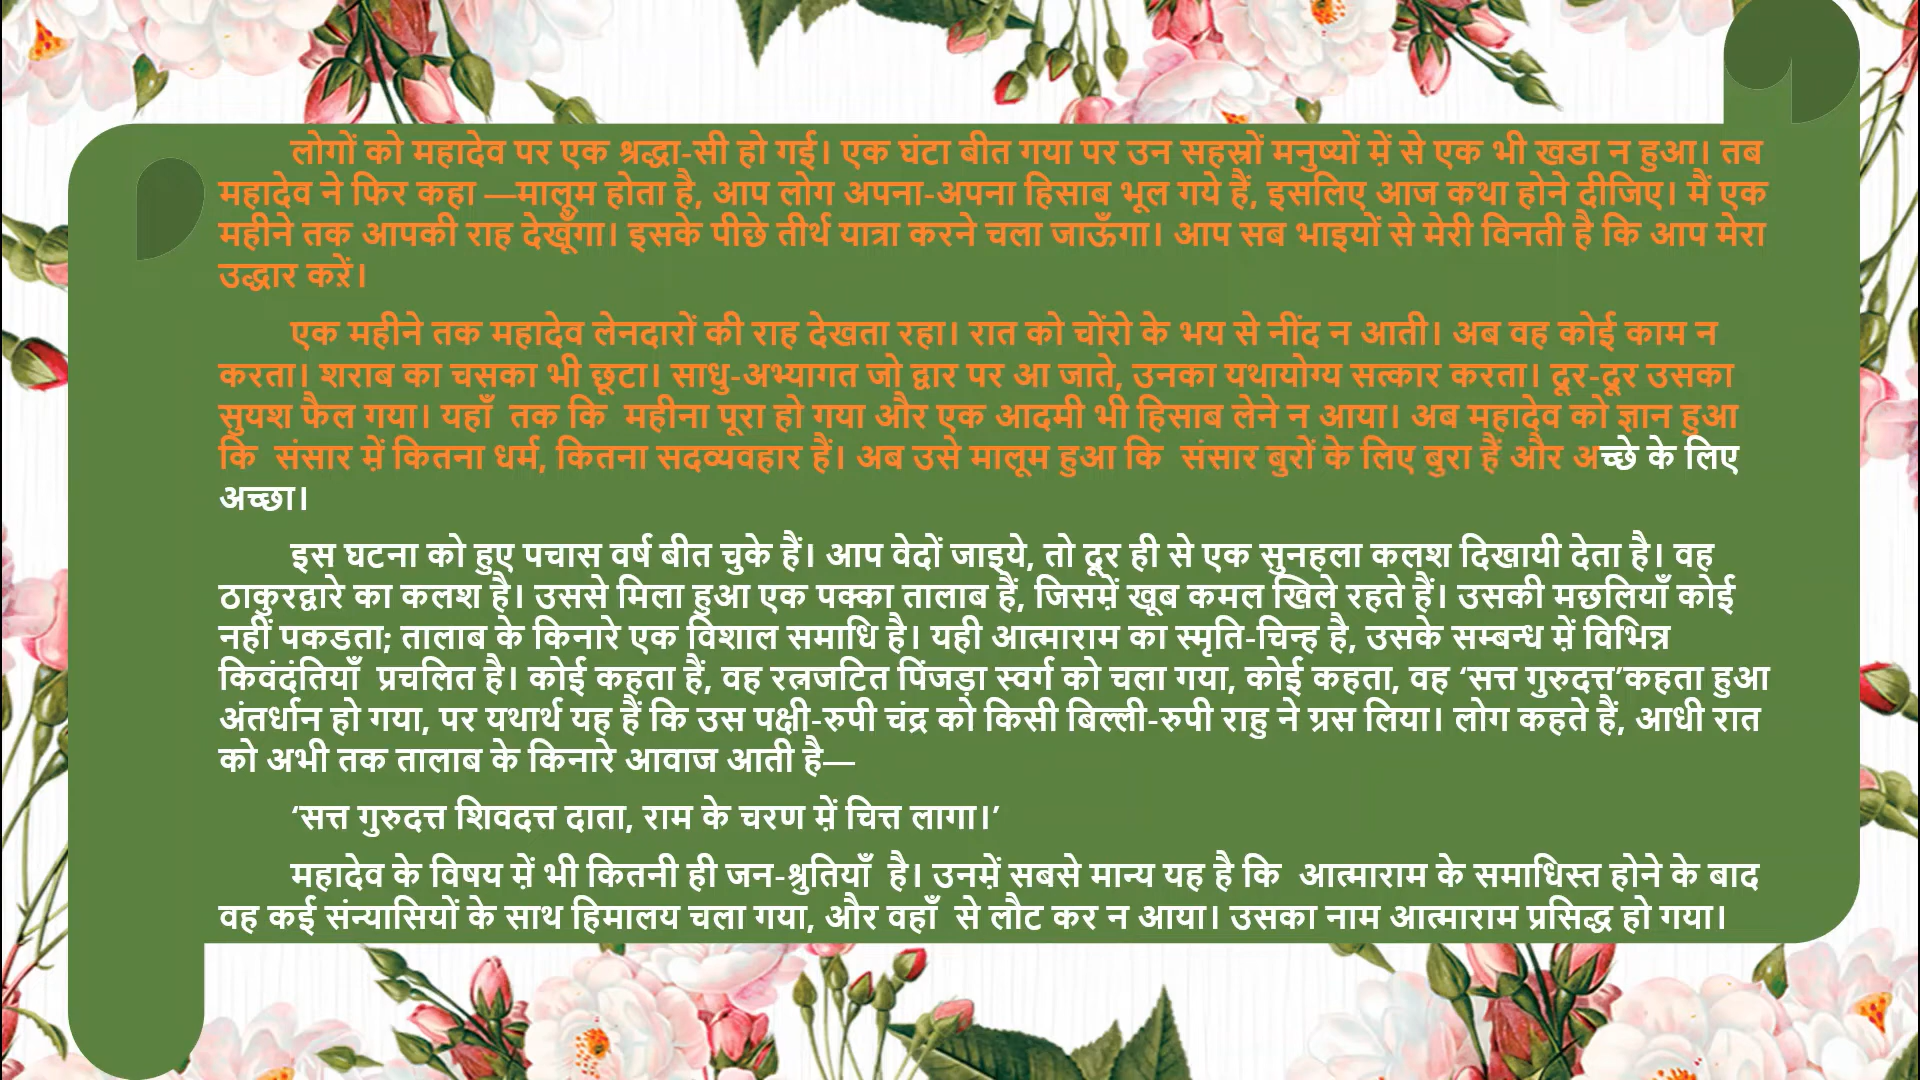 लोगों को महादेव पर एक श्रद्धा-सी हो गई। एक घंटा बीत गया पर उन सहस्रों मनुष्यों में़ से एक भी खडा न हुआ। तब
महादेव ने फिर कहा —मालूम होता है, आप लोग अपना-अपना हिसाब भूल गये हैं, इसलिए आज कथा होने दीजिए। मैं एक
महीने तक आपकी राह देखूँगा। इसके पीछे तीर्थ यात्रा करने चला जाऊँगा। आप सब भाइयों से मेरी विनती है कि आप मेरा
उद्धार करें।
एक महीने तक महादेव लेनदारों की राह देखता रहा। रात को चोंरो के भय से नींद न आती। अब वह कोई काम न
करता। शराब का चसका भी छूटा। साधु-अभ्यागत जो द्वार पर आ जाते, उनका यथायोग्य सत्कार करता। दूर-दूर उसका
सुयश फैल गया। यहाँ तक कि महीना पूरा हो गया और एक आदमी भी हिसाब लेने न आया। अब महादेव को ज्ञान हुआ
कि संसार में़ कितना धर्म, कितना सदव्यवहार हैं। अब उसे मालूम हुआ कि संसार बुरों के लिए बुरा हैं और अच्छे के लिए
अच्छा।
इस घटना को हुए पचास वर्ष बीत चुके हैं। आप वेदों जाइये, तो दूर ही से एक सुनहला कलश दिखायी देता है। वह
ठाकुरद्वारे का कलश है। उससे मिला हुआ एक पक्का तालाब हैं, जिसमें़ खूब कमल खिले रहते हैं। उसकी मछलियाँ कोई
नहीं पकडता; तालाब के किनारे एक विशाल समाधि है। यही आत्माराम का स्मृति-चिन्ह है, उसके सम्बन्ध में़ विभिन्न
किवंदंतियाँ प्रचलित है। कोई कहता हैं, वह रत्नजटित पिंजड़ा स्वर्ग को चला गया, कोई कहता, वह ‘सत्त गुरुदत्त’कहता हुआ
अंतर्धान हो गया, पर यथार्थ यह हैं कि उस पक्षी-रुपी चंद्र को किसी बिल्ली-रुपी राहु ने ग्रस लिया। लोग कहते हैं, आधी रात
को अभी तक तालाब के किनारे आवाज आती है—
‘सत्त गुरुदत्त शिवदत्त दाता, राम के चरण में़ चित्त लागा।’
महादेव के विषय में़ भी कितनी ही जन-श्रुतियाँ है। उनमें़ सबसे मान्य यह है कि आत्माराम के समाधिस्त होने के बाद
वह कई संन्यासियों के साथ हिमालय चला गया, और वहाँ से लौट कर न आया। उसका नाम आत्माराम प्रसिद्ध हो गया।